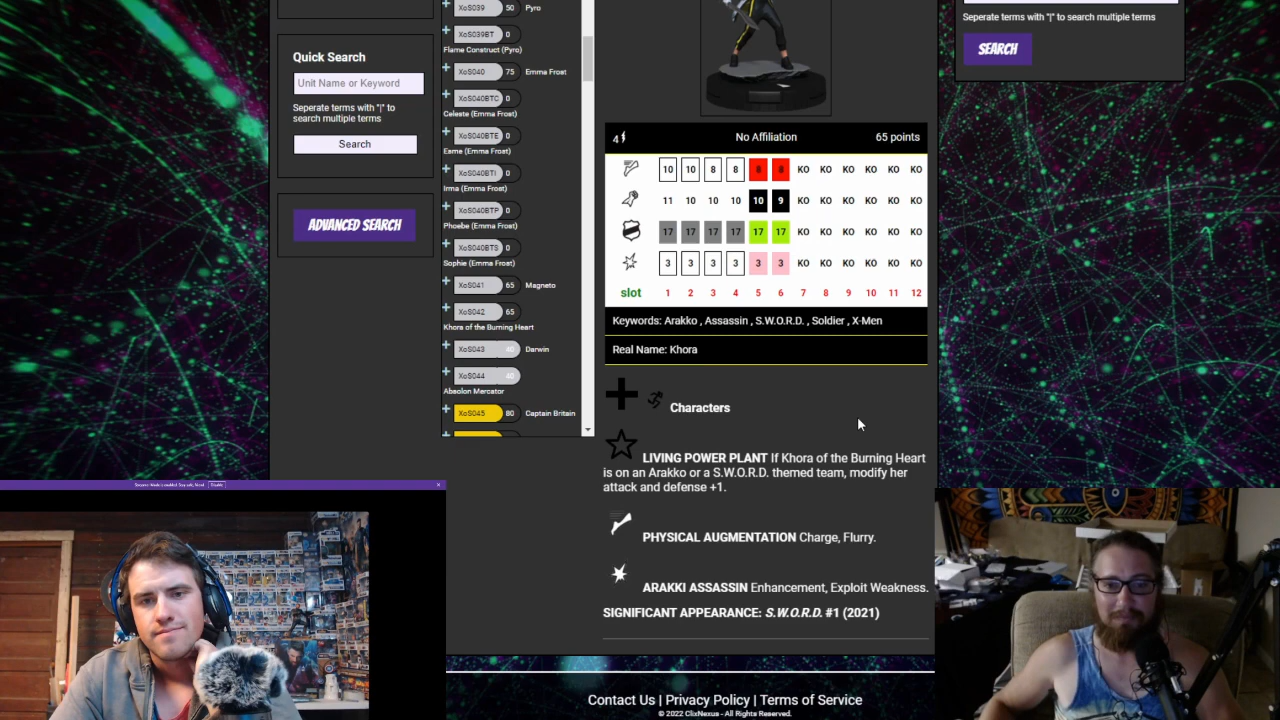 Quick Search
Unit Name or Keyword
Seperate terms with "|" to
search multiple terms
Search
ADVANCED SEARCH
XoS039 50 Pyro
XoS039BT 0
Flame Construct (Pyro)
XoS040 75 Emma Frost
XoS040BTC 0
Celeste (Emma Frost)
XoS040BTE 0
Esme (Emma Frost)
XoS040BTI 0
Irma (Emma Frost)
XoS040BTP 0
Phoebe (Emma Frost)
XoS040BTS 0
Sophie (Emma Frost)
XoS041 65 Magneto
XoS042 65
Khora of the Burning Heart
XoS043 40 Darwin
XoS044 40
Absolon Mercator
XoS045 80 Captain Britain
4 No Affiliation 65 points
10 10 8 8 8 8 KO KO KO KO KO KO
11 10 10 10 10 9 KO KO KO KO KO KO
17 17 17 17 17 17 KO KO KO KO KO KO
3 3 3 3 3 3 KO KO KO KO KO KO
slot 1 2 3 4 5 6 7 8 9 10 11 12
Keywords: Arakko , Assassin , S.W.O.R.D. , Soldier , X-Men
Real Name: Khora
Characters
LIVING POWER PLANT If Khora of the Burning Heart
is on an Arakko or a S.W.O.R.D. themed team, modify her
attack and defense +1.
PHYSICAL AUGMENTATION Charge, Flurry.
ARAKKI ASSASSIN Enhancement, Exploit Weakness.
SIGNIFICANT APPEARANCE: S.W.O.R.D. #1 (2021)
Seperate terms with "|" to search multiple terms
SEARCH
Contact Us | Privacy Policy | Terms of Service
© 2022 ClixNexus - All Rights Reserved.